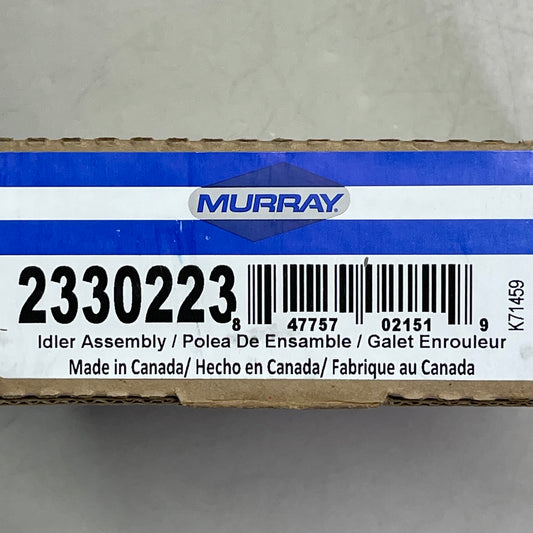 MURRAY
2330223
8 47757 02151 9
K71459
Idler Assembly / Polea De Ensamble / Galet Enrouleur
Made in Canada/ Hecho en Canada/ Fabrique au Canada